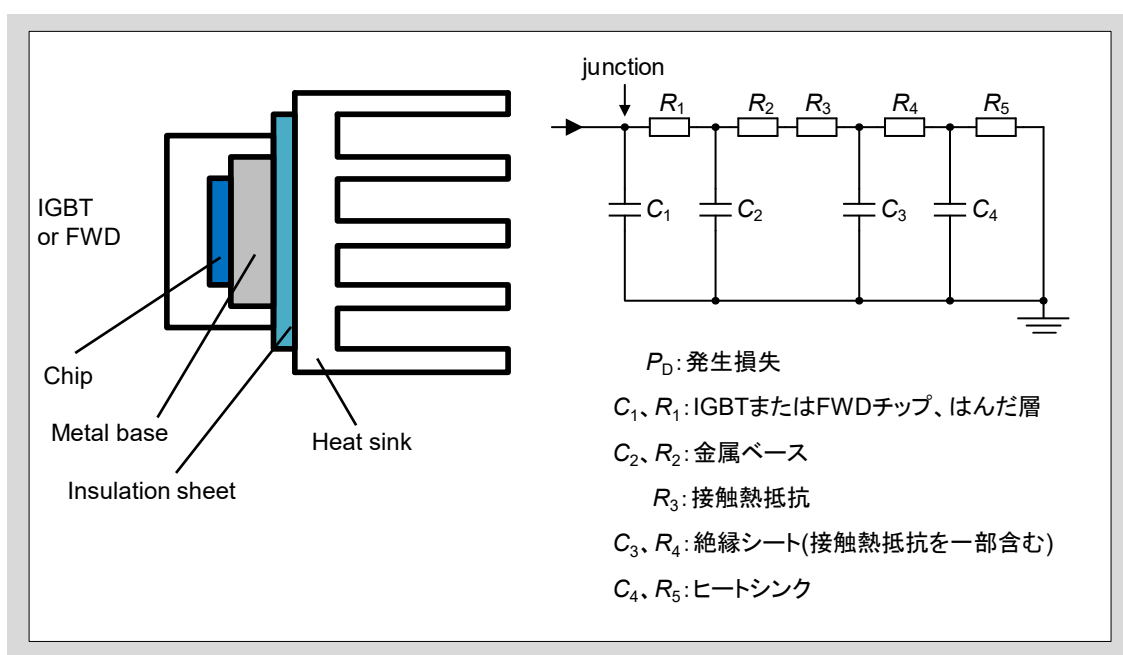 IGBT
or FWD
Chip
Metal base
Insulation sheet
Heat sink
junction
R1 R2 R3 R4 R5
C1 C2 C3 C4
PD:発生損失
C1、R1:IGBTまたはFWDチップ、はんだ層
C2、R2:金属ベース
R3:接触熱抵抗
C3、R4:絶縁シート(接触熱抵抗を一部含む)
C4、R5:ヒートシンク